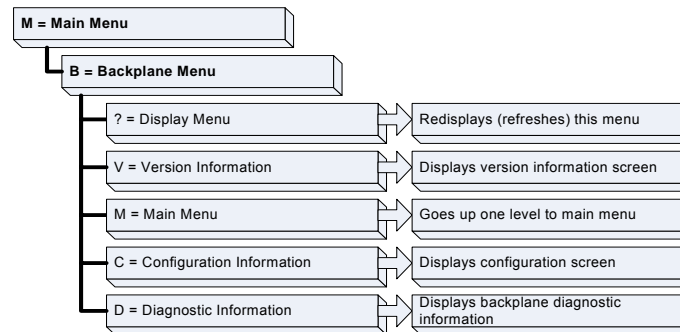 M = Main Menu
B = Backplane Menu
? = Display Menu
Redisplays (refreshes) this menu
V = Version Information
Displays version information screen
M = Main Menu
Goes up one level to main menu
C = Configuration Information
Displays configuration screen
D = Diagnostic Information
Displays backplane diagnostic
information